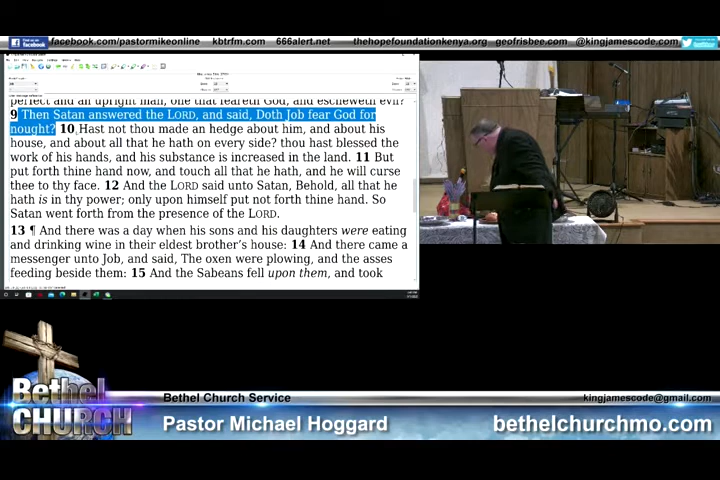 Find us on
facebook
facebook.com/pastormikeonline kbtrfm.com 666alert.net thehopefoundationkenya.org geofrisbee.com @kingjamescode.com
twitter
perfect and an upright man, one that feareth God, and escheweth evil?
9 Then Satan answered the LORD, and said, Doth Job fear God for
nought? 10 Hast not thou made an hedge about him, and about his
house, and about all that he hath on every side? thou hast blessed the
work of his hands, and his substance is increased in the land. 11 But
put forth thine hand now, and touch all that he hath, and he will curse
thee to thy face. 12 And the LORD said unto Satan, Behold, all that he
hath is in thy power; only upon himself put not forth thine hand. So
Satan went forth from the presence of the LORD.
13 ¶ And there was a day when his sons and his daughters were eating
and drinking wine in their eldest brother's house: 14 And there came a
messenger unto Job, and said, The oxen were plowing, and the asses
feeding beside them: 15 And the Sabeans fell upon them, and took
Bethel
CHURCH
Bethel Church Service kingjamescode@gmail.com
Pastor Michael Hoggard bethelchurchmo.com